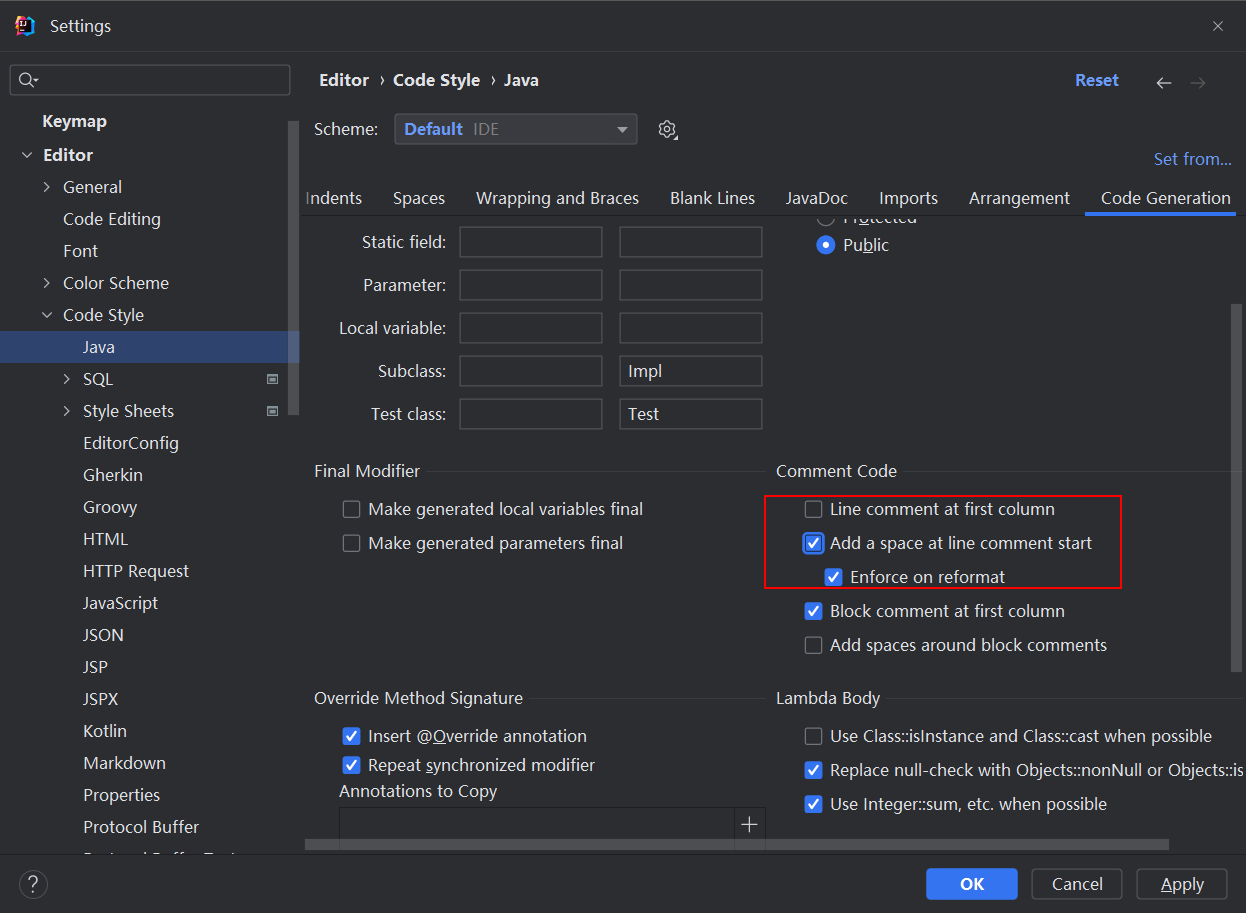 Settings
Editor › Code Style › Java
Reset
Scheme:
Default IDE
Set from...
Keymap
Editor
General
Code Editing
Font
Color Scheme
Code Style
Java
SQL
Style Sheets
EditorConfig
Gherkin
Groovy
HTML
HTTP Request
JavaScript
JSON
JSP
JSPX
Kotlin
Markdown
Properties
Protocol Buffer
Indents
Spaces
Wrapping and Braces
Blank Lines
JavaDoc
Imports
Arrangement
Code Generation
Static field:
Parameter:
Local variable:
Subclass:
Impl
Test class:
Test
Protected
Public
Final Modifier
Make generated local variables final
Make generated parameters final
Comment Code
Line comment at first column
Add a space at line comment start
Enforce on reformat
Block comment at first column
Add spaces around block comments
Override Method Signature
Insert @Override annotation
Repeat synchronized modifier
Annotations to Copy
Lambda Body
Use Class::isInstance and Class::cast when possible
Replace null-check with Objects::nonNull or Objects::is
Use Integer::sum, etc. when possible
?
OK
Cancel
Apply